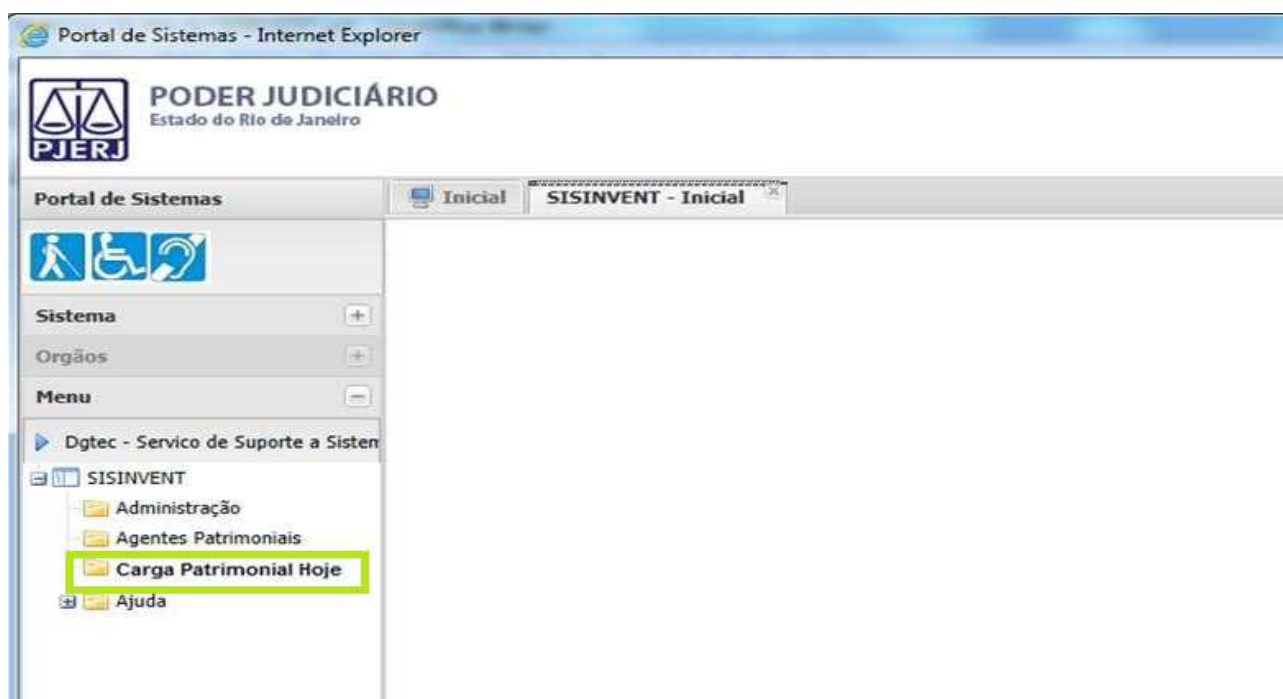 Portal de Sistemas - Internet Explorer
PODER JUDICIÁRIO
Estado do Rio de Janeiro
PJERJ
Portal de Sistemas
Inicial
SISINVENT - Inicial
Sistema
Orgãos
Menu
Dgtec - Servico de Suporte a Sistem
SISINVENT
Administração
Agentes Patrimoniais
Carga Patrimonial Hoje
Ajuda